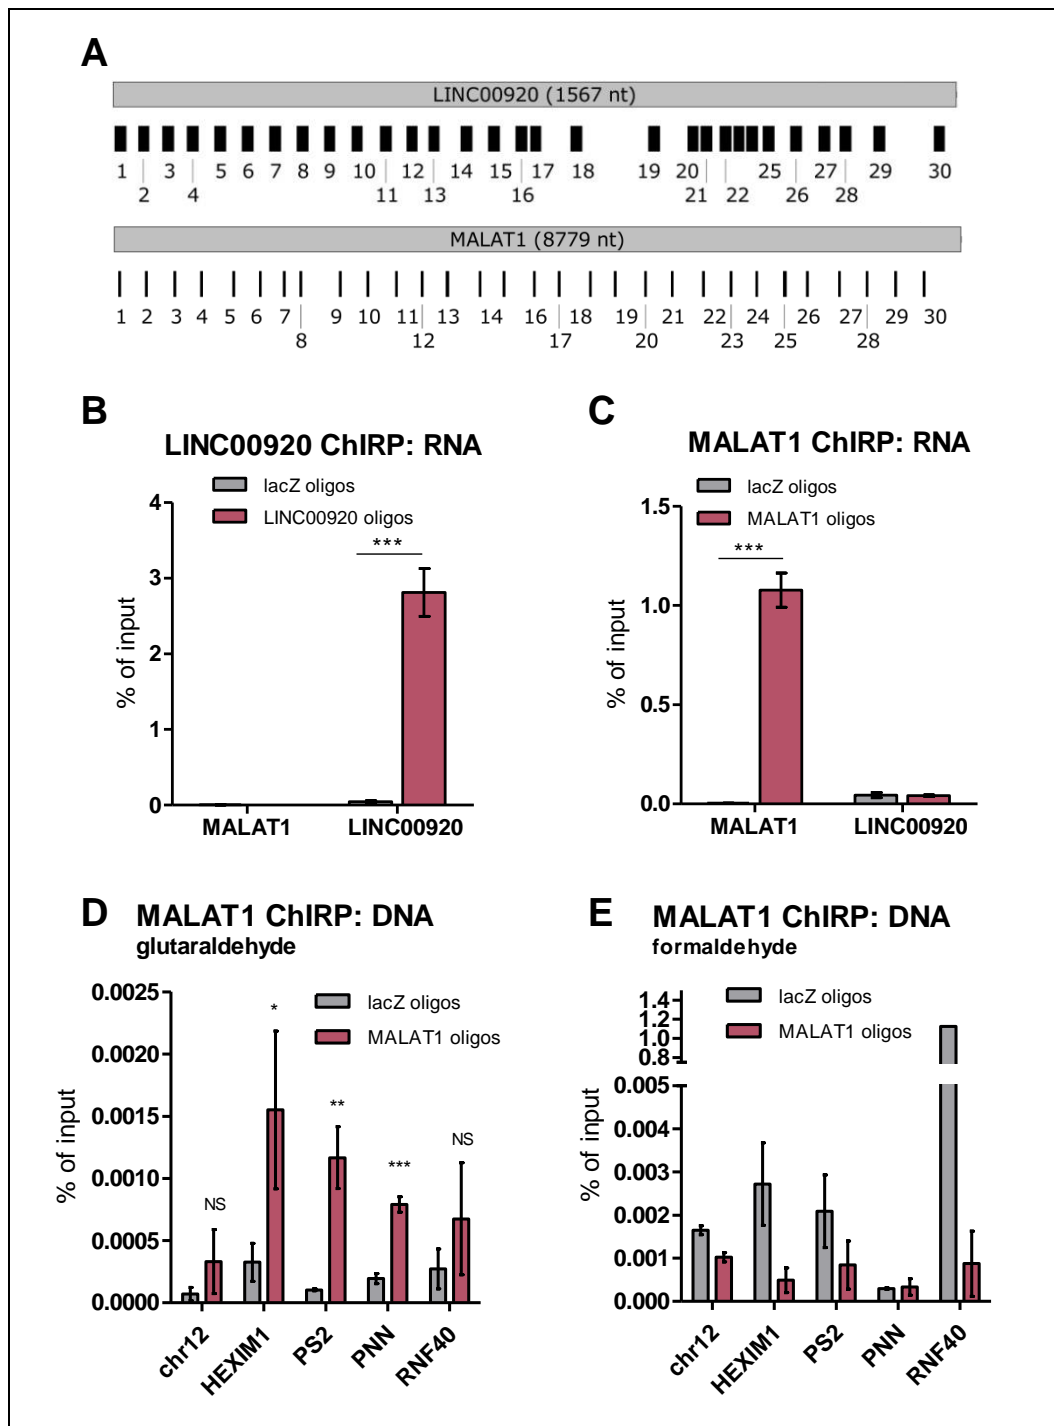 A
LINC00920 (1567 nt)
1 3 5 6 7 8 9 10 12 14 15 17 18 19 20 25 27 29 30
2 4 11 13 16 21 22 26 28
MALAT1 (8779 nt)
1 2 3 4 5 6 7 9 10 11 13 14 15 16 18 19 21 22 24 26 27 29 30
8 12 17 20 23 25 28
B
LINC00920 ChIRP: RNA
lacZ oligos
LINC00920 oligos
% of input
4
3
2
1
0
***
MALAT1 LINC00920
C
MALAT1 ChIRP: RNA
lacZ oligos
MALAT1 oligos
% of input
1.5
1.0
0.5
0.0
***
MALAT1 LINC00920
D MALAT1 ChIRP: DNA
glutaraldehyde
lacZ oligos
MALAT1 oligos
% of input
0.0025
0.0020
0.0015
0.0010
0.0005
0.0000
NS * ** *** NS
chr12 HEXIM1 PS2 PNN RNF40
E MALAT1 ChIRP: DNA
formaldehyde
lacZ oligos
MALAT1 oligos
% of input
1.4
1.2
1.0
0.8
0.005
0.004
0.003
0.002
0.001
0.000
chr12 HEXIM1 PS2 PNN RNF40